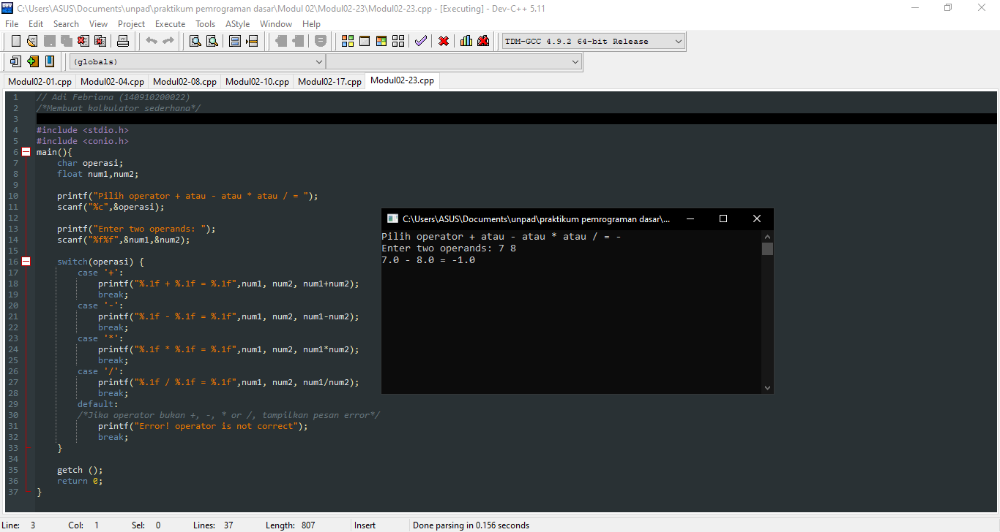 C:\Users\ASUS\Documents\unpad\praktikum pemrograman dasar\Modul 02\Modul02-23\Modul02-23.cpp - [Executing] - Dev-C++ 5.11
File Edit Search View Project Execute Tools AStyle Window Help
TDM-GCC 4.9.2 64-bit Release
(globals)
Modul02-01.cpp Modul02-04.cpp Modul02-08.cpp Modul02-10.cpp Modul02-17.cpp Modul02-23.cpp
1 // Adi Febriana (140910200022)
2 /*Membuat kalkulator sederhana*/
3
4 #include <stdio.h>
5 #include <conio.h>
6 main(){
7 char operasi;
8 float num1,num2;
9
10 printf("Pilih operator + atau - atau * atau / = ");
11 scanf("%c",&operasi);
12
13 printf("Enter two operands: ");
14 scanf("%f%f",&num1,&num2);
15
16 switch(operasi) {
17 case '+':
18 printf("%.1f + %.1f = %.1f",num1, num2, num1+num2);
19 break;
20 case '-':
21 printf("%.1f - %.1f = %.1f",num1, num2, num1-num2);
22 break;
23 case '*':
24 printf("%.1f * %.1f = %.1f",num1, num2, num1*num2);
25 break;
26 case '/':
27 printf("%.1f / %.1f = %.1f",num1, num2, num1/num2);
28 break;
29 default:
30 /*Jika operator bukan +, -, * or /, tampilkan pesan error*/
31 printf("Error! operator is not correct");
32 break;
33 }
34
35 getch ();
36 return 0;
37 }
C:\Users\ASUS\Documents\unpad\praktikum pemrograman dasar\...
Pilih operator + atau - atau * atau / = -
Enter two operands: 7 8
7.0 - 8.0 = -1.0
Line: 3 Col: 1 Sel: 0 Lines: 37 Length: 807 Insert Done parsing in 0.156 seconds